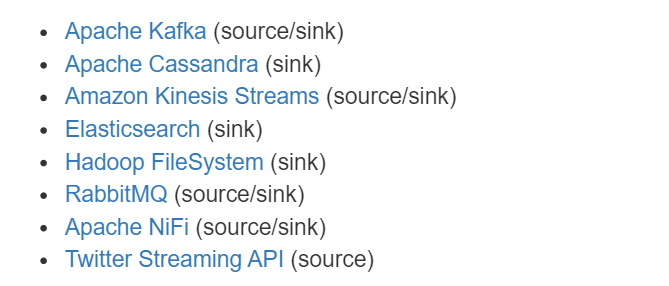 • Apache Kafka (source/sink)
• Apache Cassandra (sink)
• Amazon Kinesis Streams (source/sink)
• Elasticsearch (sink)
• Hadoop FileSystem (sink)
• RabbitMQ (source/sink)
• Apache NiFi (source/sink)
• Twitter Streaming API (source)